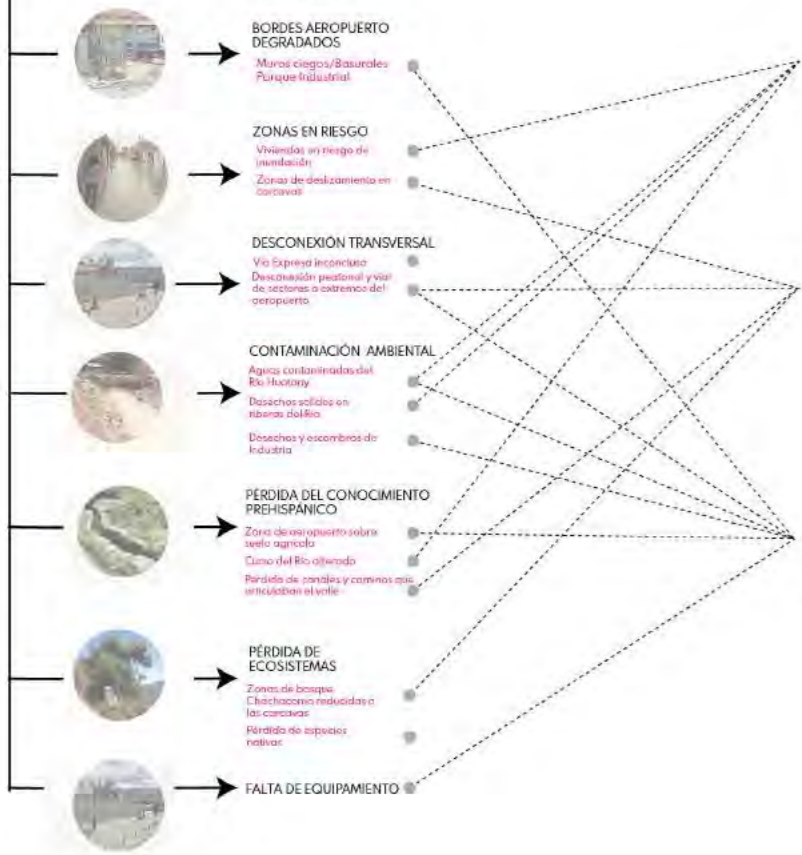 BORDES AEROPUERTO
DEGRADADOS
Muros ciegos/Basurales
Parque Industrial
ZONAS EN RIESGO
Viviendas en riesgo de
inundación
Zonas de deslizamiento en
carcavas
DESCONEXIÓN TRANSVERSAL
Vía Expresa inconclusa
Desconexión peatonal y vial
de sectores a extremos del
aeropuerto
CONTAMINACIÓN AMBIENTAL
Aguas contaminadas del
Río Huatany
Desechos solidos en
riberas del Río
Desechos y escombros de
Industria
PÉRDIDA DEL CONOCIMIENTO
PREHISPÁNICO
Zona de aeropuerto sobre
suelo agrícola
Curso del Río alterado
Pérdida de canales y caminos que
articulaban el valle
PÉRDIDA DE
ECOSISTEMAS
Zonas de bosque
Chachacomo reducidas a
las carcavas
Pérdida de especies
nativas
FALTA DE EQUIPAMIENTO